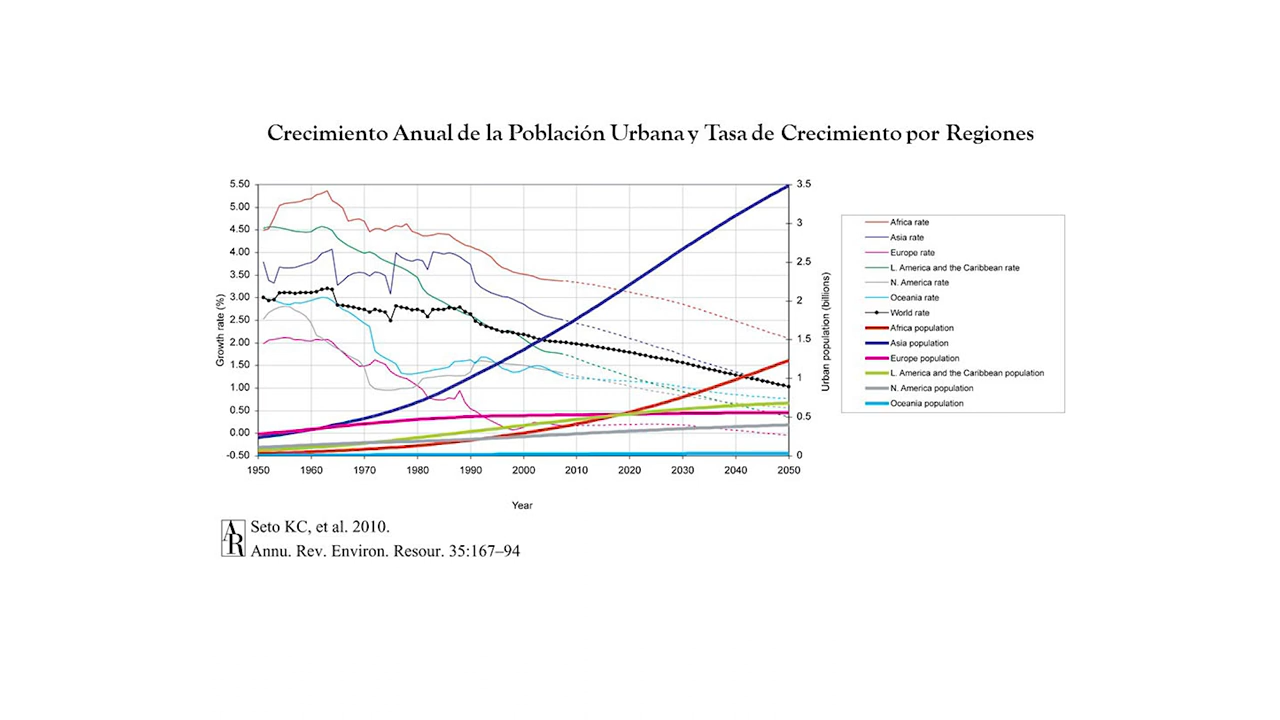 Crecimiento Anual de la Población Urbana y Tasa de Crecimiento por Regiones
5.50
5.00
4.50
4.00
3.50
3.00
2.50
2.00
1.50
1.00
0.50
0.00
-0.50
Growth rate (%)
3.5
3
2.5
2
1.5
1
0.5
0
Urban population (billions)
1950 1960 1970 1980 1990 2000 2010 2020 2030 2040 2050
Year
Africa rate
Asia rate
Europe rate
L. America and the Caribbean rate
N. America rate
Oceania rate
World rate
Africa population
Asia population
Europe population
L. America and the Caribbean population
N. America population
Oceania population
AR
Seto KC, et al. 2010.
Annu. Rev. Environ. Resour. 35:167–94